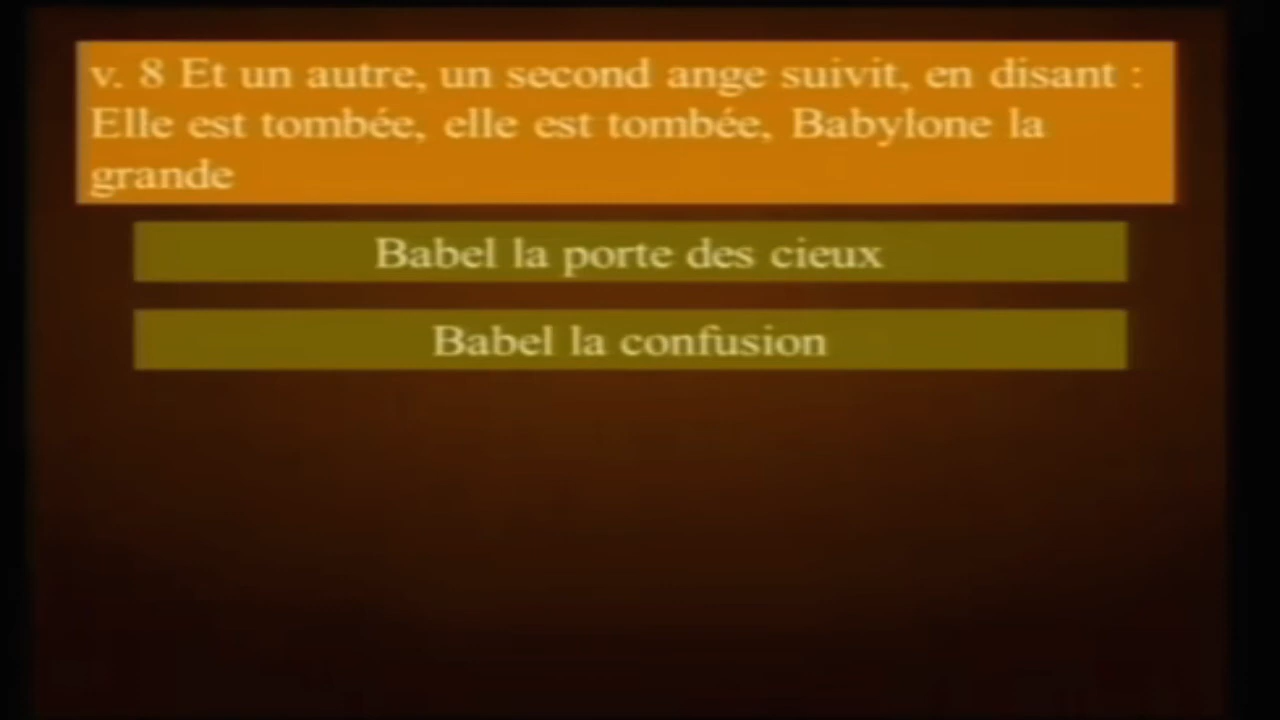 v. 8 Et un autre, un second ange suivit, en disant :
Elle est tombée, elle est tombée, Babylone la
grande
Babel la porte des cieux
Babel la confusion